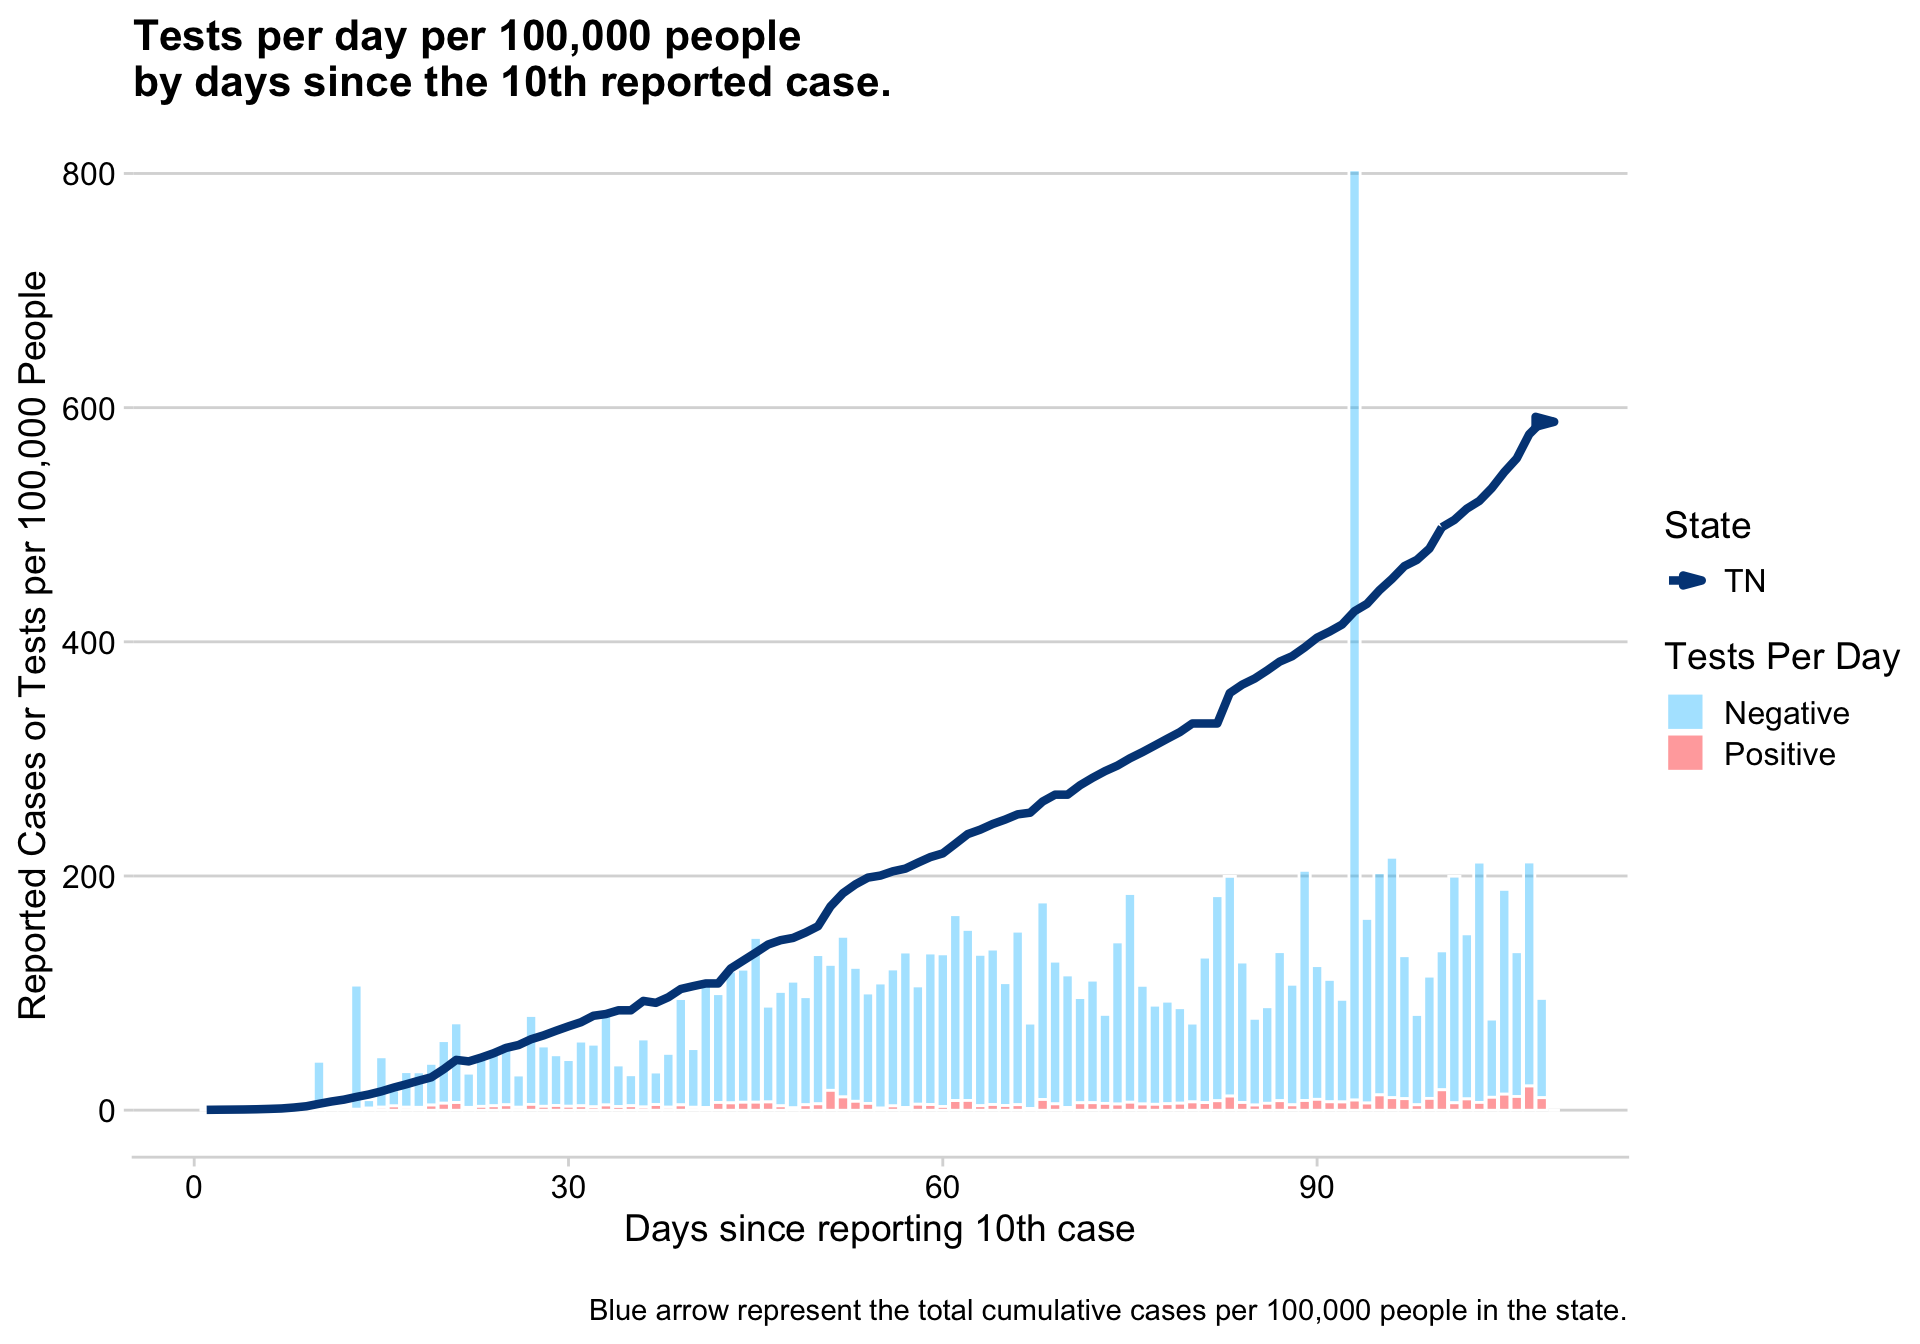 Tests per day per 100,000 people
by days since the 10th reported case.
Reported Cases or Tests per 100,000 People
800
600
400
200
0
0
30
60
90
Days since reporting 10th case
State
TN
Tests Per Day
Negative
Positive
Blue arrow represent the total cumulative cases per 100,000 people in the state.